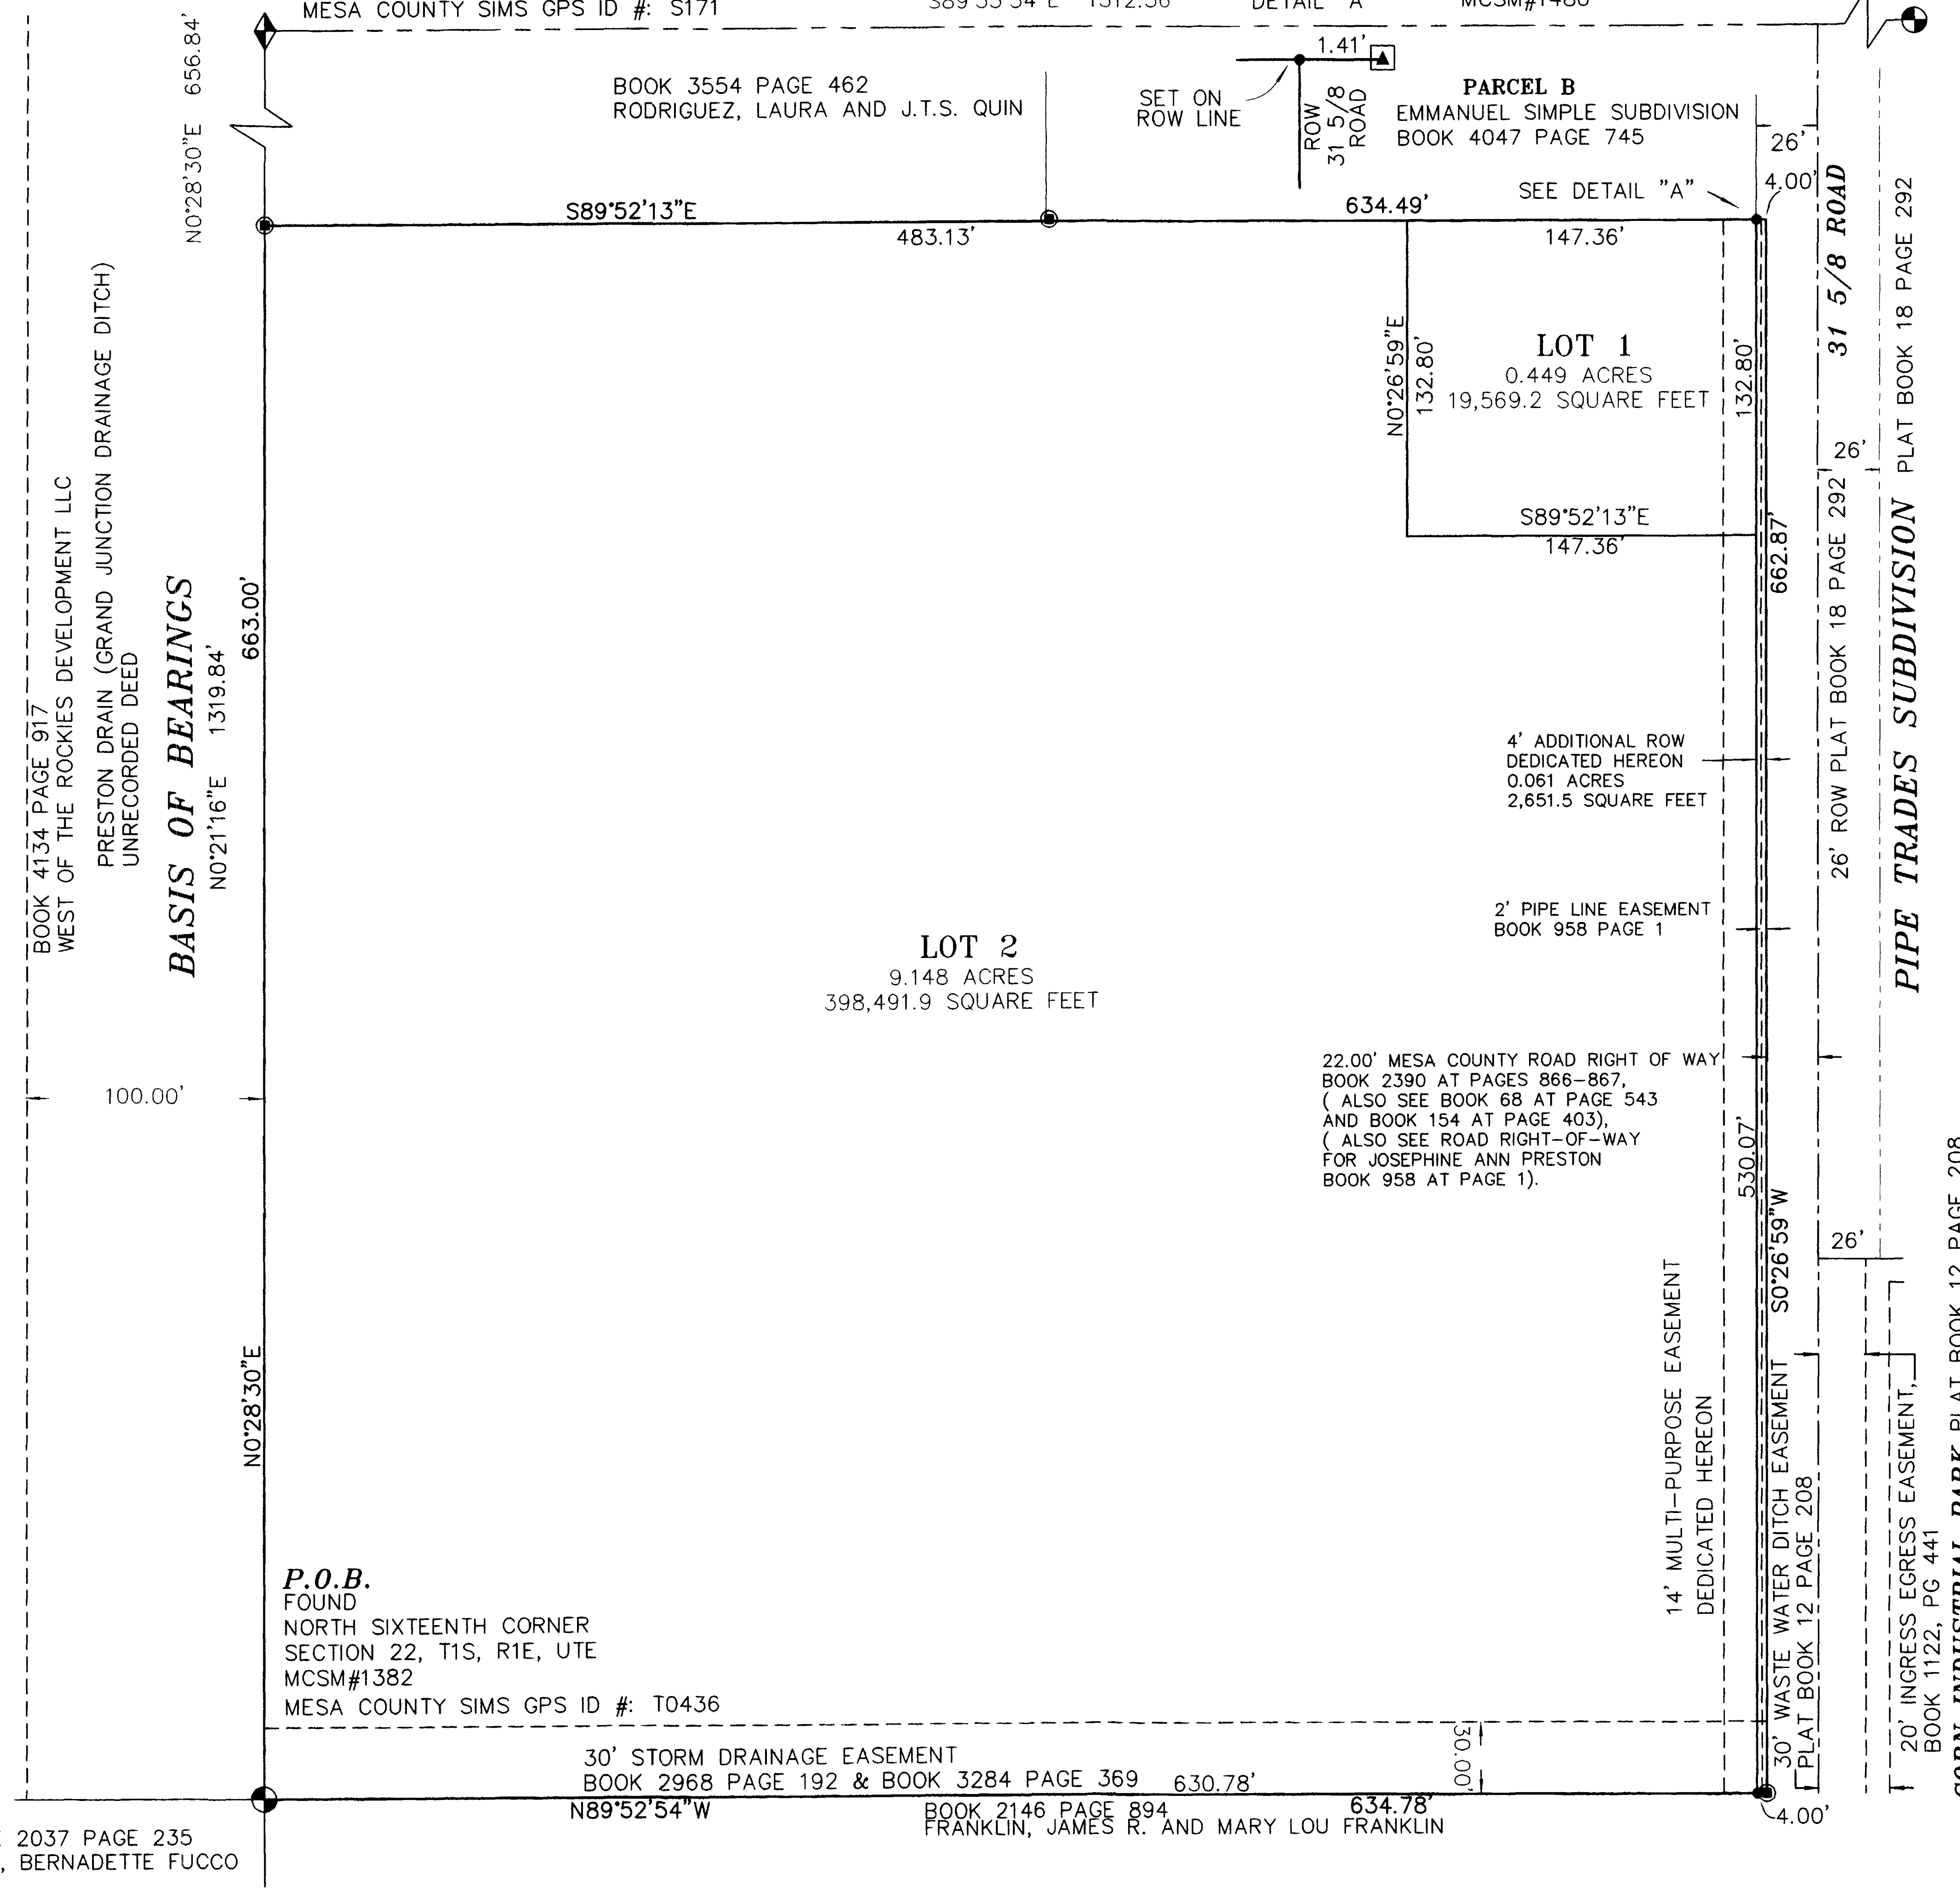 MESA COUNTY SIMS GPS ID #: S171
DETAIL "A"
N0°28'30"E 656.84'
BOOK 3554 PAGE 462
RODRIGUEZ, LAURA AND J.T.S. QUIN
1.41'
SET ON
ROW LINE
ROW
31 5/8
ROAD
PARCEL B
EMMANUEL SIMPLE SUBDIVISION
BOOK 4047 PAGE 745
26'
SEE DETAIL "A"
4.00'
S89°52'13"E
634.49'
483.13'
147.36'
31 5/8 ROAD
LOT 1
0.449 ACRES
19,569.2 SQUARE FEET
N0°26'59"E
132.80'
132.80'
S89°52'13"E
147.36'
662.87'
26'
26' ROW PLAT BOOK 18 PAGE 292
PIPE TRADES SUBDIVISION PLAT BOOK 18 PAGE 292
BOOK 4134 PAGE 917
WEST OF THE ROCKIES DEVELOPMENT LLC
PRESTON DRAIN (GRAND JUNCTION DRAINAGE DITCH)
UNRECORDED DEED
BASIS OF BEARINGS
N0°21'16"E 1319.84'
663.00'
4' ADDITIONAL ROW
DEDICATED HEREON
0.061 ACRES
2,651.5 SQUARE FEET
2' PIPE LINE EASEMENT
BOOK 958 PAGE 1
LOT 2
9.148 ACRES
398,491.9 SQUARE FEET
22.00' MESA COUNTY ROAD RIGHT OF WAY
BOOK 2390 AT PAGES 866-867,
( ALSO SEE BOOK 68 AT PAGE 543
AND BOOK 154 AT PAGE 403),
( ALSO SEE ROAD RIGHT-OF-WAY
FOR JOSEPHINE ANN PRESTON
BOOK 958 AT PAGE 1).
100.00'
530.07'
S0°26'59"W
26'
N0°28'30"E
14' MULTI-PURPOSE EASEMENT
DEDICATED HEREON
30' WASTE WATER DITCH EASEMENT
PLAT BOOK 12 PAGE 208
20' INGRESS EGRESS EASEMENT,
BOOK 1122, PG 441
INDUSTRIAL PARK PLAT BOOK 12 PAGE 208
P.O.B.
FOUND
NORTH SIXTEENTH CORNER
SECTION 22, T1S, R1E, UTE
MCSM#1382
MESA COUNTY SIMS GPS ID #: T0436
30' STORM DRAINAGE EASEMENT
BOOK 2968 PAGE 192 & BOOK 3284 PAGE 369
630.78'
30.00'
N89°52'54"W
634.78'
4.00'
BOOK 2146 PAGE 894
FRANKLIN, JAMES R. AND MARY LOU FRANKLIN
2037 PAGE 235
, BERNADETTE FUCCO